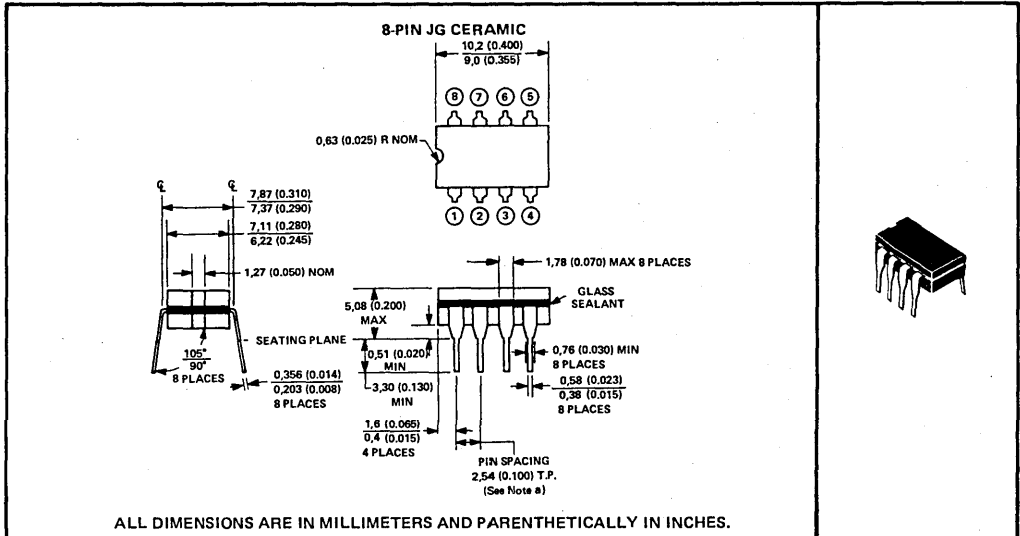 8-PIN JG CERAMIC
10,2 (0.400)
9,0 (0.355)
8 7 6 5
0,63 (0.025) R NOM
1 2 3 4
℄ ℄
7,87 (0.310)
7,37 (0.290)
7,11 (0.280)
6,22 (0.245)
1,27 (0.050) NOM
105°
90°
8 PLACES
SEATING PLANE
0,356 (0.014)
0,203 (0.008)
8 PLACES
1,78 (0.070) MAX 8 PLACES
5,08 (0.200)
MAX
GLASS
SEALANT
0,51 (0.020)
MIN
3,30 (0.130)
MIN
0,76 (0.030) MIN
8 PLACES
0,58 (0.023)
0,38 (0.015)
8 PLACES
1,6 (0.065)
0,4 (0.015)
4 PLACES
PIN SPACING
2,54 (0.100) T.P.
(See Note a)
ALL DIMENSIONS ARE IN MILLIMETERS AND PARENTHETICALLY IN INCHES.